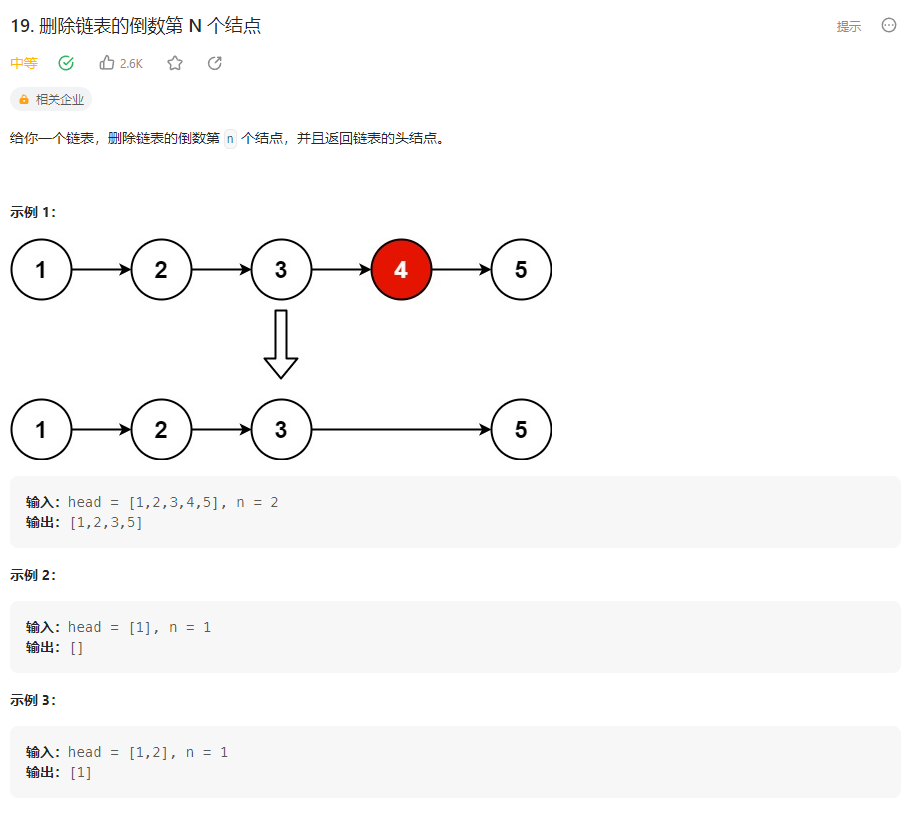 19. 删除链表的倒数第 N 个结点
提示
中等 2.6K
相关企业
给你一个链表，删除链表的倒数第 n 个结点，并且返回链表的头结点。
示例 1：
1 2 3 4 5
1 2 3 5
输入：head = [1,2,3,4,5], n = 2
输出：[1,2,3,5]
示例 2：
输入：head = [1], n = 1
输出：[]
示例 3：
输入：head = [1,2], n = 1
输出：[1]